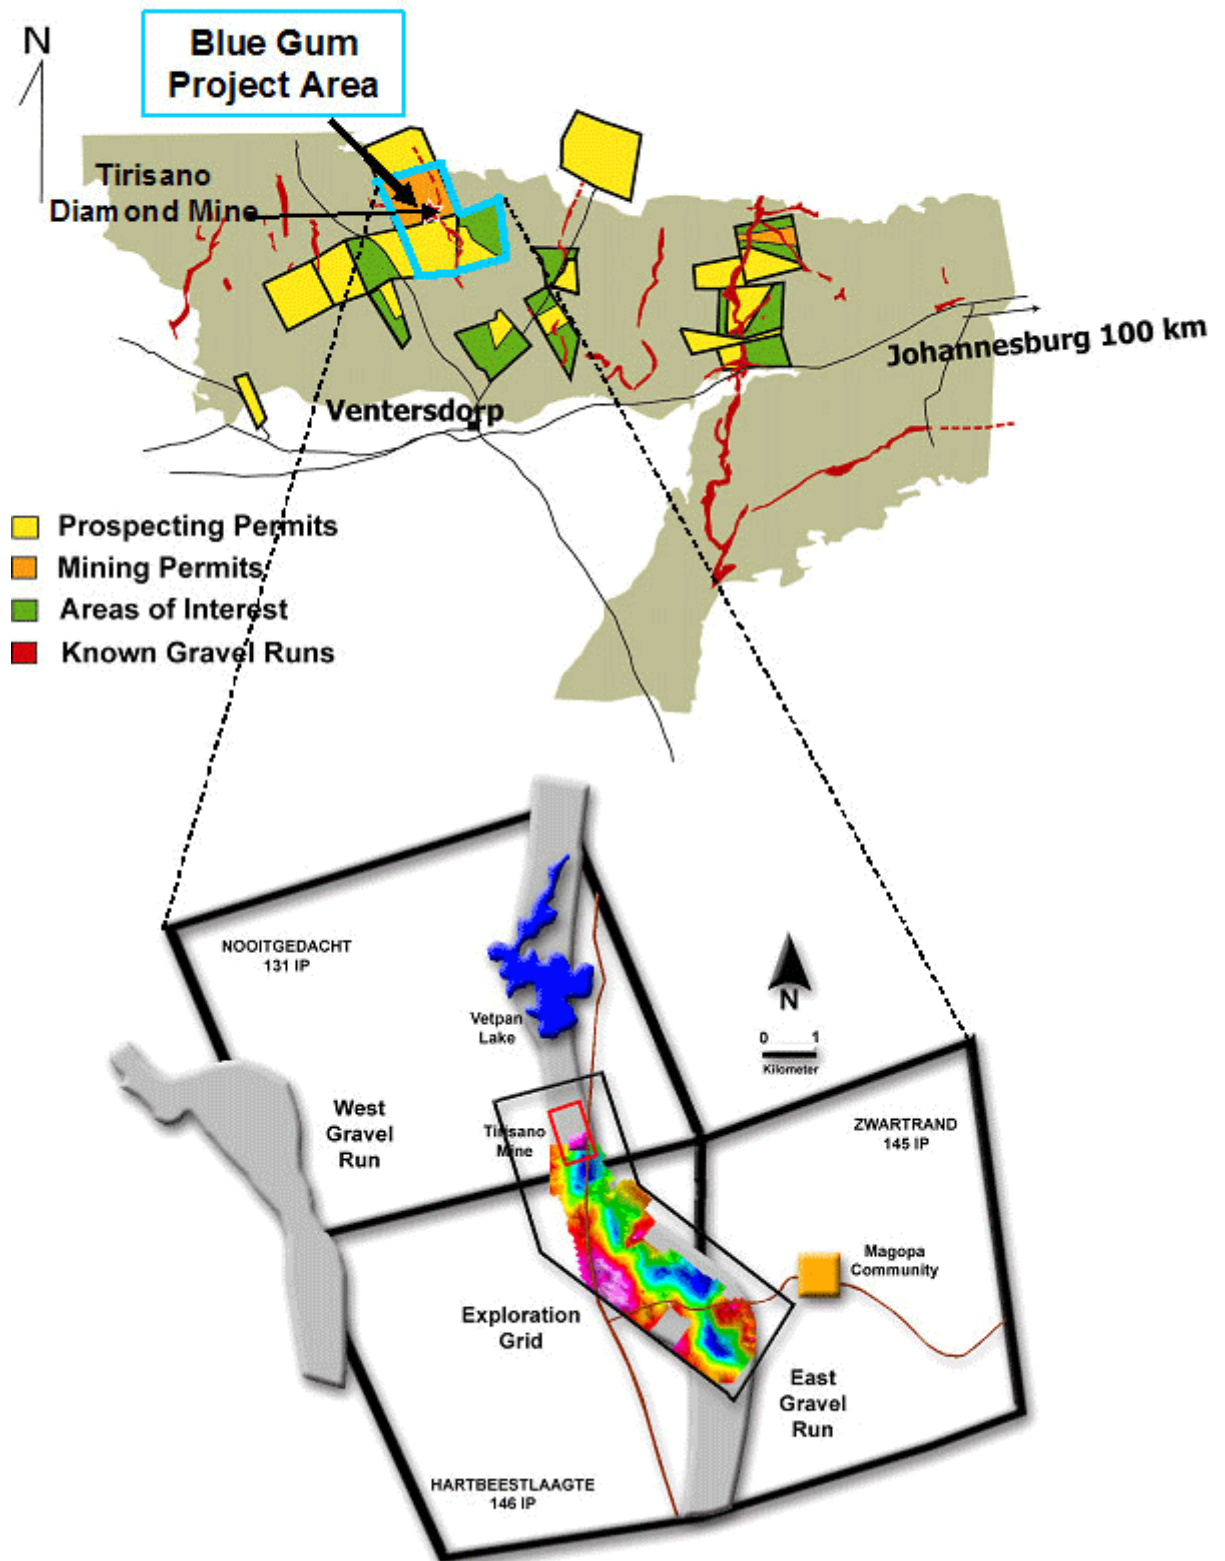 N
Blue Gum
Project Area
Tirisano
Diamond Mine
Johannesburg 100 km
Ventersdorp
Prospecting Permits
Mining Permits
Areas of Interest
Known Gravel Runs
NOOITGEDACHT
131 IP
N
0 1
Kilometer
Vetpan
Lake
West
Gravel
Run
Tirisano
Mine
ZWARTRAND
145 IP
Magopa
Community
Exploration
Grid
East
Gravel
Run
HARTBEESTLAAGTE
146 IP